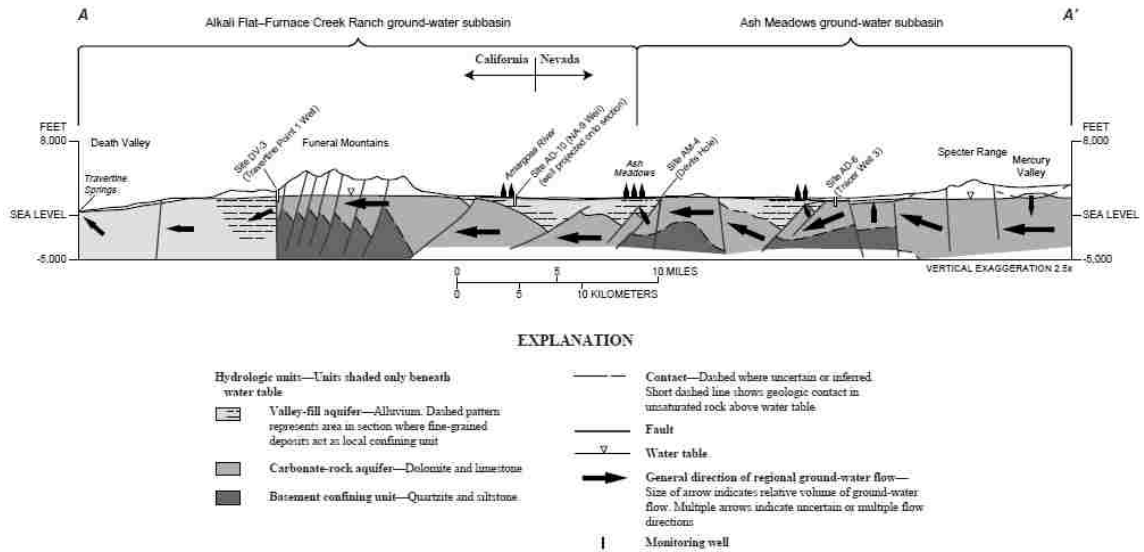 A
A'
Alkali Flat–Furnace Creek Ranch ground-water subbasin
Ash Meadows ground-water subbasin
California
Nevada
FEET
8,000
Death Valley
Travertine
Springs
SEA LEVEL
-5,000
Site DV-3
(Travertine Point 1 Well)
Funeral Mountains
Amargosa River
Site AD-10 (NA-9 Well)
(well projected onto section)
Ash
Meadows
Site AM-4
(Devils Hole)
Site AD-6
(Tracer Well 3)
Specter Range
Mercury
Valley
FEET
8,000
SEA LEVEL
-5,000
VERTICAL EXAGGERATION 2.5x
0 5 10 MILES
0 5 10 KILOMETERS
EXPLANATION
Hydrologic units—Units shaded only beneath
water table
Valley-fill aquifer—Alluvium. Dashed pattern
represents area in section where fine-grained
deposits act as local confining unit
Carbonate-rock aquifer—Dolomite and limestone
Basement confining unit—Quartzite and siltstone
Contact—Dashed where uncertain or inferred.
Short dashed line shows geologic contact in
unsaturated rock above water table
Fault
Water table
General direction of regional ground-water flow—
Size of arrow indicates relative volume of ground-water
flow. Multiple arrows indicate uncertain or multiple flow
directions
Monitoring well